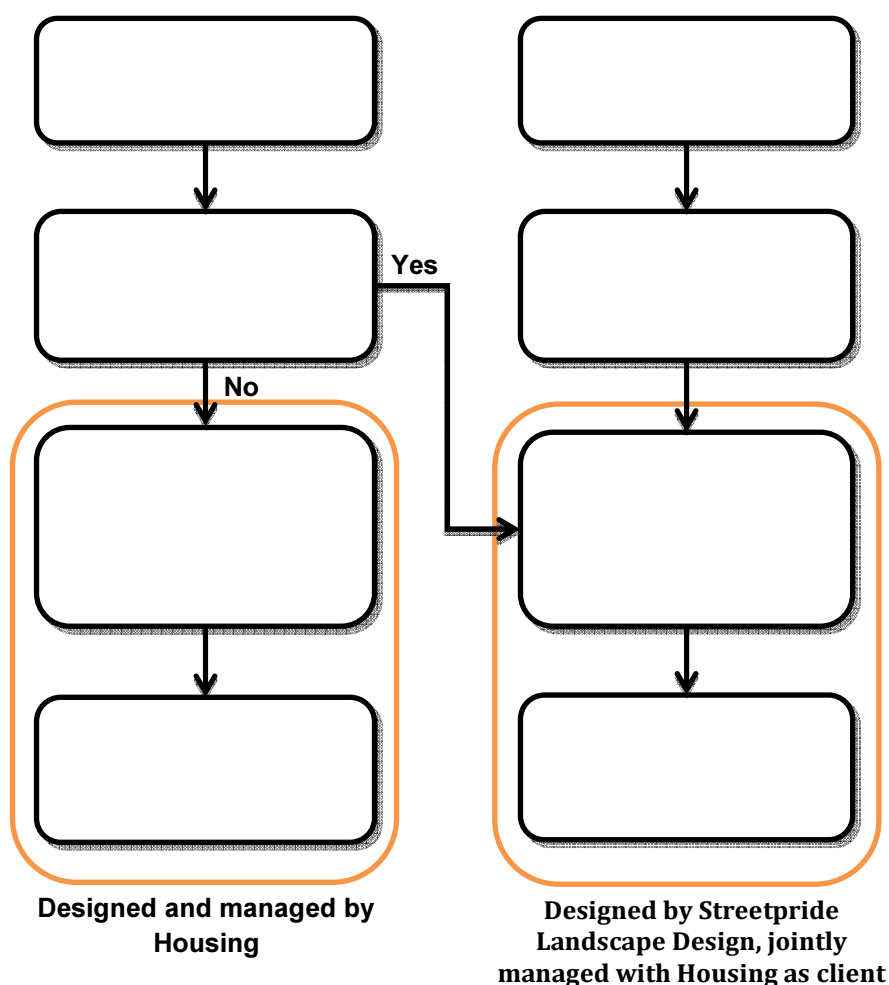 Yes
No
Designed and managed by
Housing
Designed by Streetpride
Landscape Design, jointly
managed with Housing as client